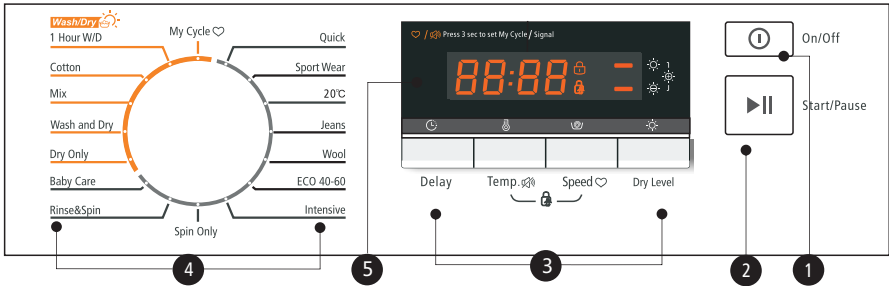 Wash/Dry
My Cycle
1 Hour W/D
Cotton
Mix
Wash and Dry
Dry Only
Baby Care
Rinse&Spin
Spin Only
Quick
Sport Wear
20℃
Jeans
Wool
ECO 40-60
Intensive
/ Press 3 sec to set My Cycle / Signal
88:88
Delay
Temp.
Speed
Dry Level
On/Off
Start/Pause
4
5
3
2
1